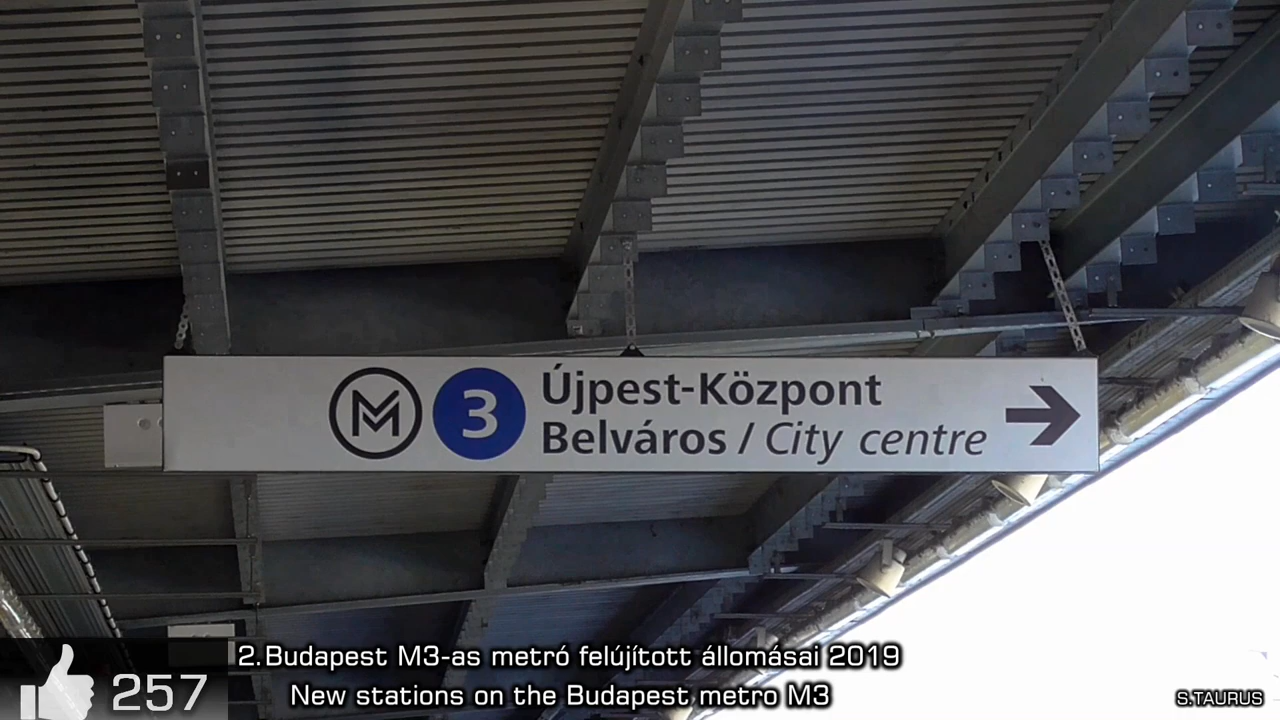 M 3 Újpest-Központ
Belváros / City centre
2. Budapest M3-as metró felújított állomásai 2019
257 New stations on the Budapest metro M3
S.TAURUS